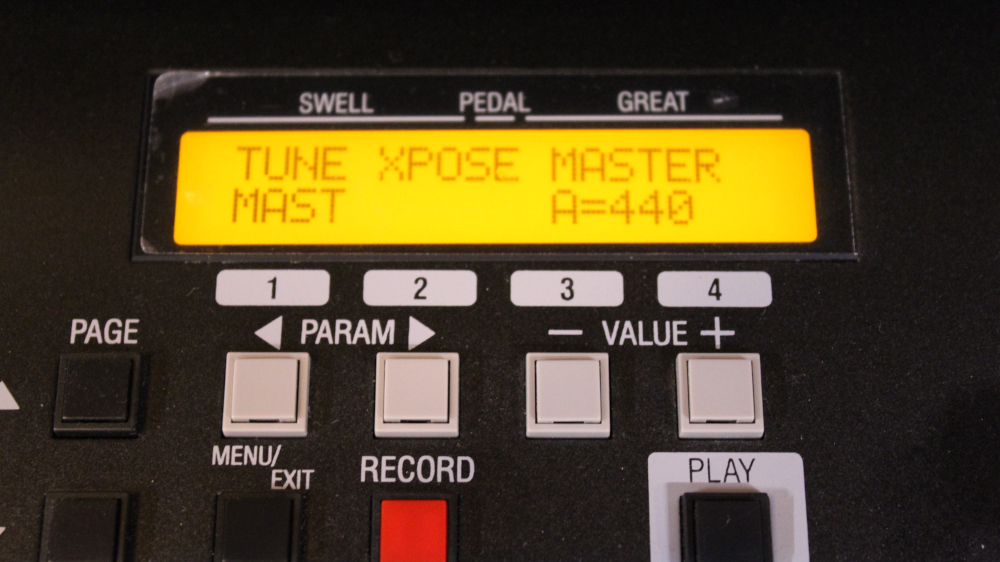 SWELL PEDAL GREAT
TUNE XPOSE MASTER
MAST A=440
1 2 3 4
PAGE ◀ PARAM ▶ − VALUE +
MENU/
EXIT
RECORD
PLAY